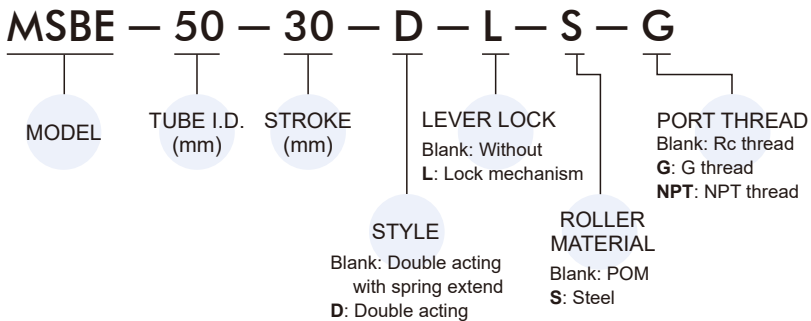 MSBE — 50 — 30 — D — L — S — G
MODEL
TUBE I.D.
(mm)
STROKE
(mm)
LEVER LOCK
Blank: Without
L: Lock mechanism
PORT THREAD
Blank: Rc thread
G: G thread
NPT: NPT thread
STYLE
Blank: Double acting
with spring extend
D: Double acting
ROLLER
MATERIAL
Blank: POM
S: Steel